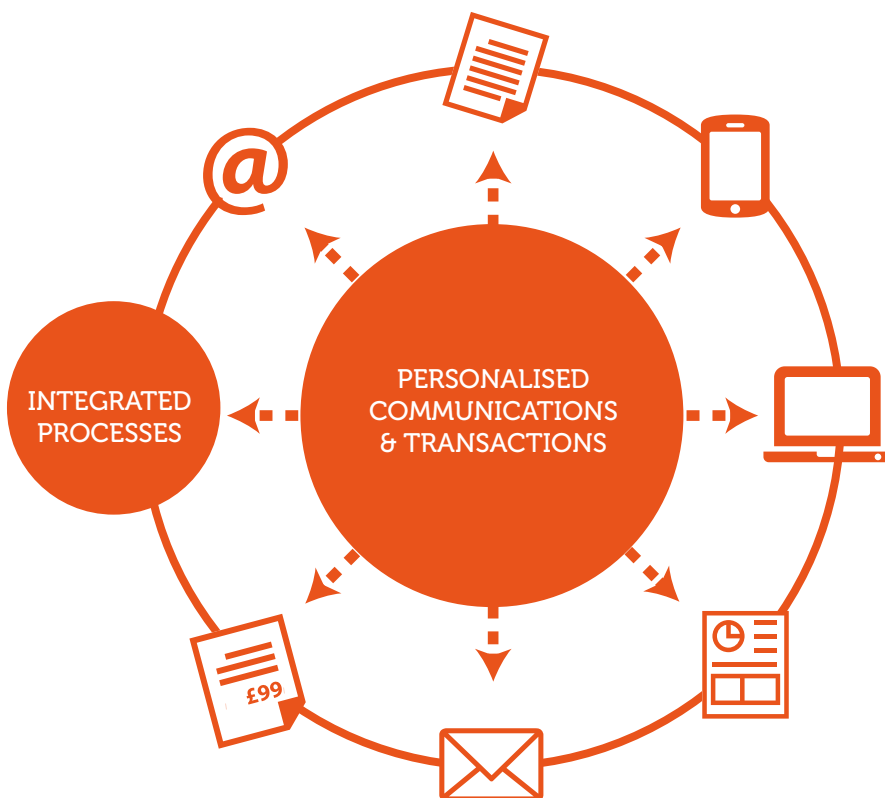 @
INTEGRATED
PROCESSES
PERSONALISED
COMMUNICATIONS
& TRANSACTIONS
£99